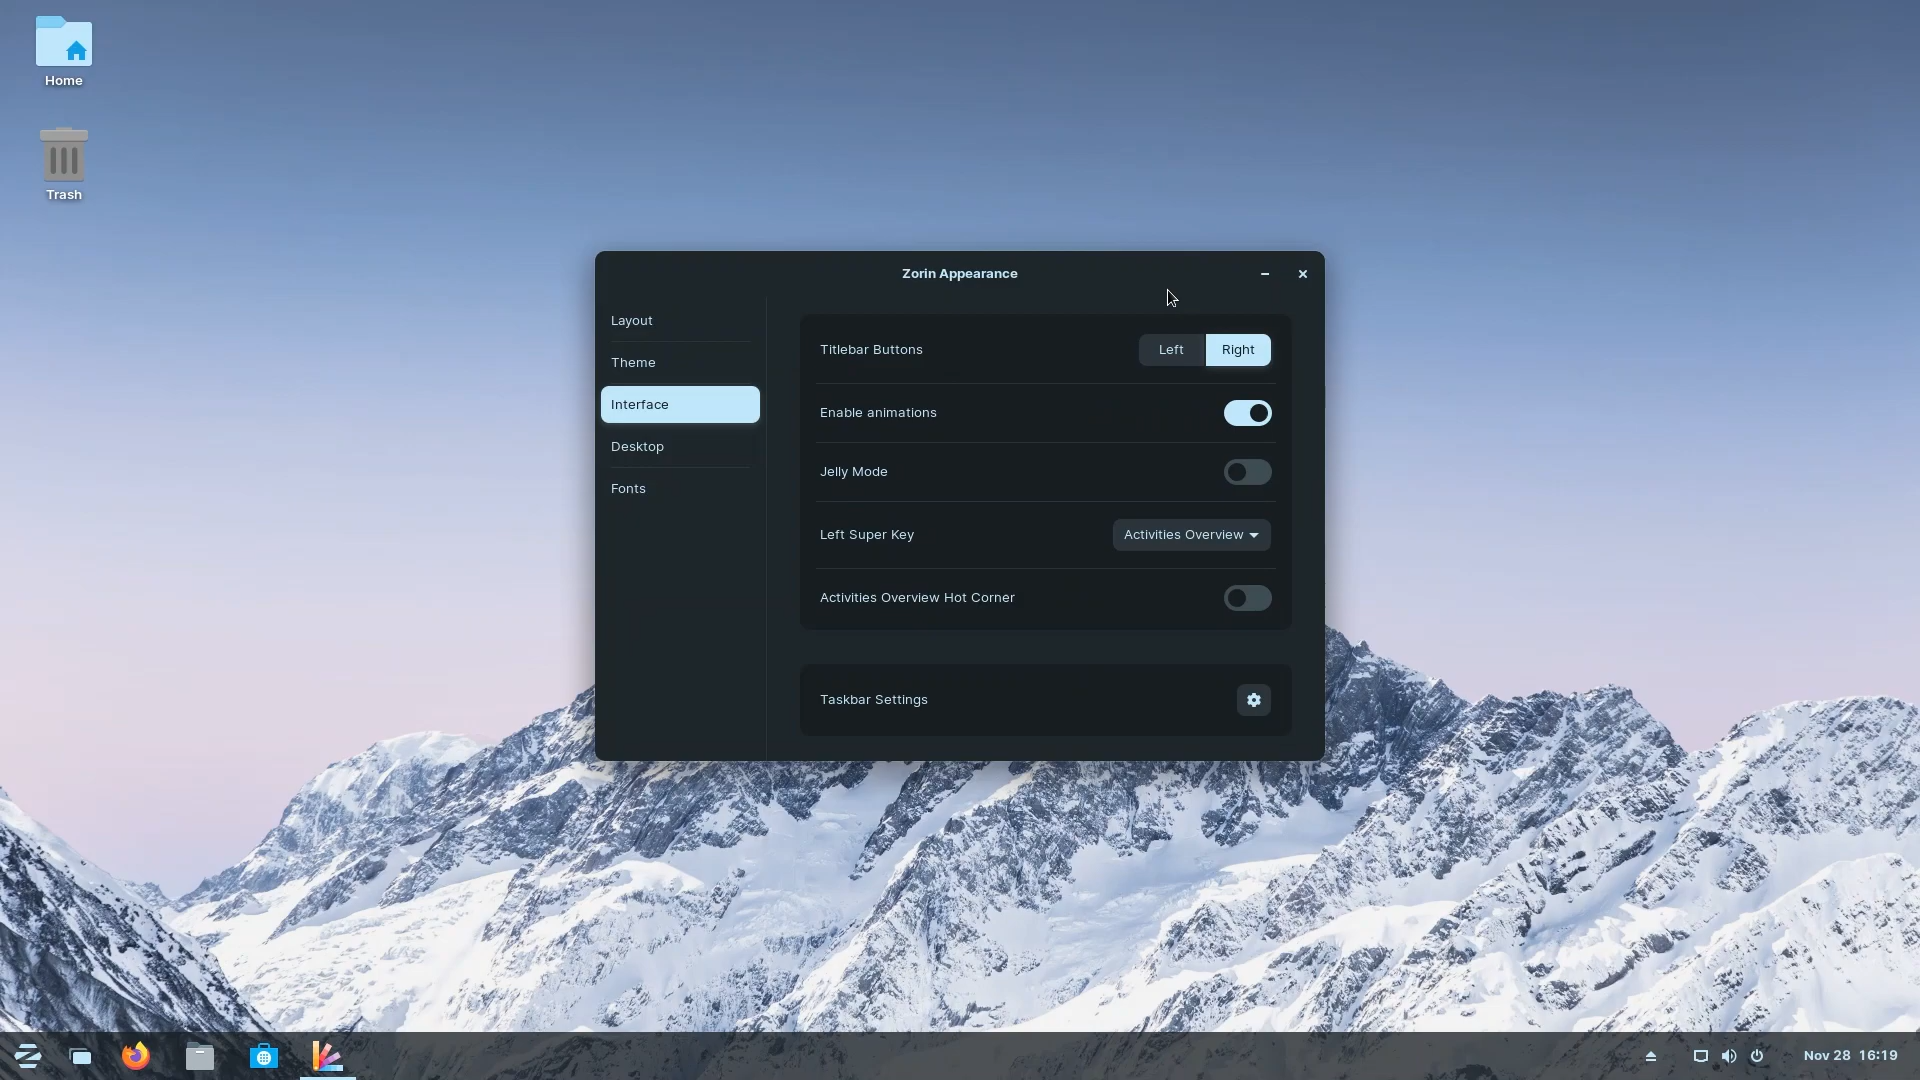 Home
Trash
Zorin Appearance
Layout
Theme
Interface
Desktop
Fonts
Titlebar Buttons
Left
Right
Enable animations
Jelly Mode
Left Super Key
Activities Overview
Activities Overview Hot Corner
Taskbar Settings
Nov 28 16:19